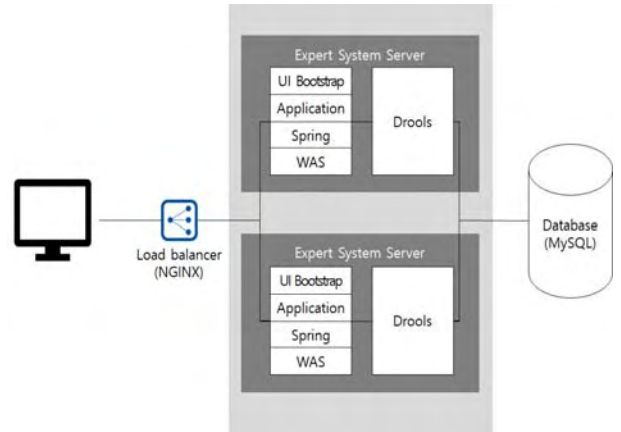 Expert System Server
UI Bootstrap
Application
Spring
WAS
Drools
Load balancer
(NGINX)
Database
(MySQL)
Expert System Server
UI Bootstrap
Application
Spring
WAS
Drools